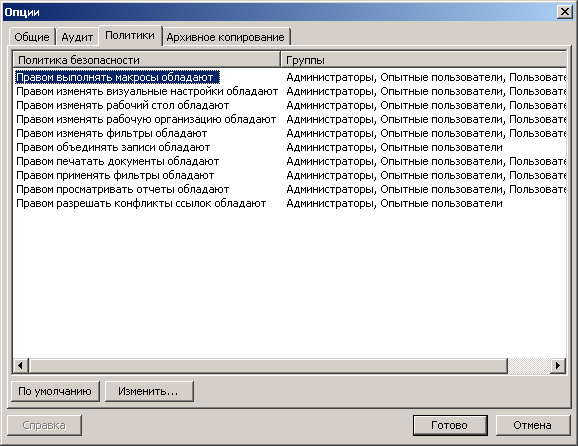 Опции
Общие Аудит Политики Архивное копирование
Политика безопасности Группы
Правом выполнять макросы обладают Администраторы, Опытные пользователи, Пользовате
Правом изменять визуальные настройки обладают Администраторы, Опытные пользователи, Пользовате
Правом изменять рабочий стол обладают Администраторы, Опытные пользователи, Пользовате
Правом изменять рабочую организацию обладают Администраторы, Опытные пользователи, Пользовате
Правом изменять фильтры обладают Администраторы, Опытные пользователи, Пользовате
Правом объединять записи обладают Администраторы, Опытные пользователи
Правом печатать документы обладают Администраторы, Опытные пользователи, Пользовате
Правом применять фильтры обладают Администраторы, Опытные пользователи, Пользовате
Правом просматривать отчеты обладают Администраторы, Опытные пользователи, Пользовате
Правом разрешать конфликты ссылок обладают Администраторы, Опытные пользователи
По умолчанию Изменить...
Справка Готово Отмена